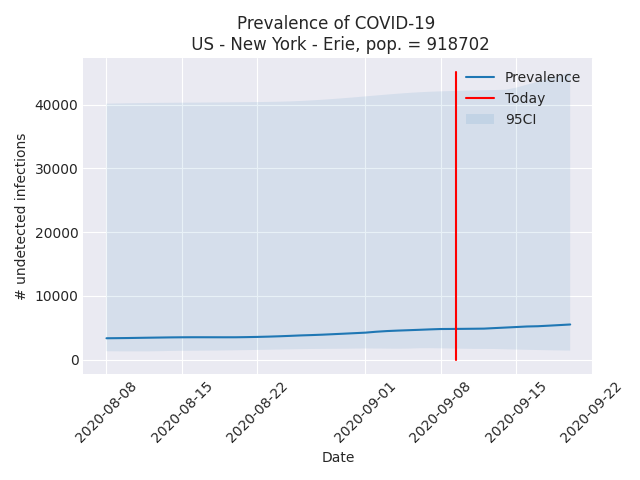 Prevalence of COVID-19
US - New York - Erie, pop. = 918702
Prevalence
Today
95CI
40000
30000
20000
10000
0
# undetected infections
2020-08-08
2020-08-15
2020-08-22
2020-09-01
2020-09-08
2020-09-15
2020-09-22
Date